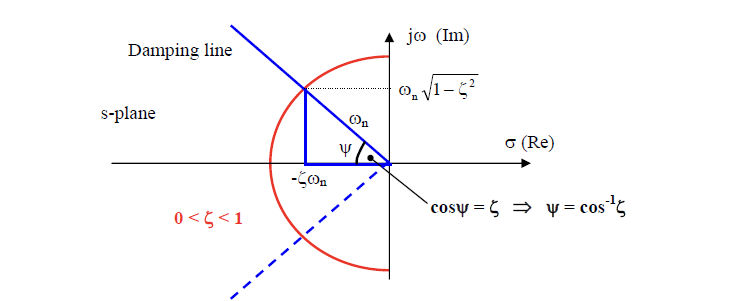 jω (Im)
Damping line
ωₙ √1 − ζ²
s-plane
ωₙ
σ (Re)
ψ
-ζωₙ
cosψ = ζ ⇒ ψ = cos⁻¹ζ
0 < ζ < 1